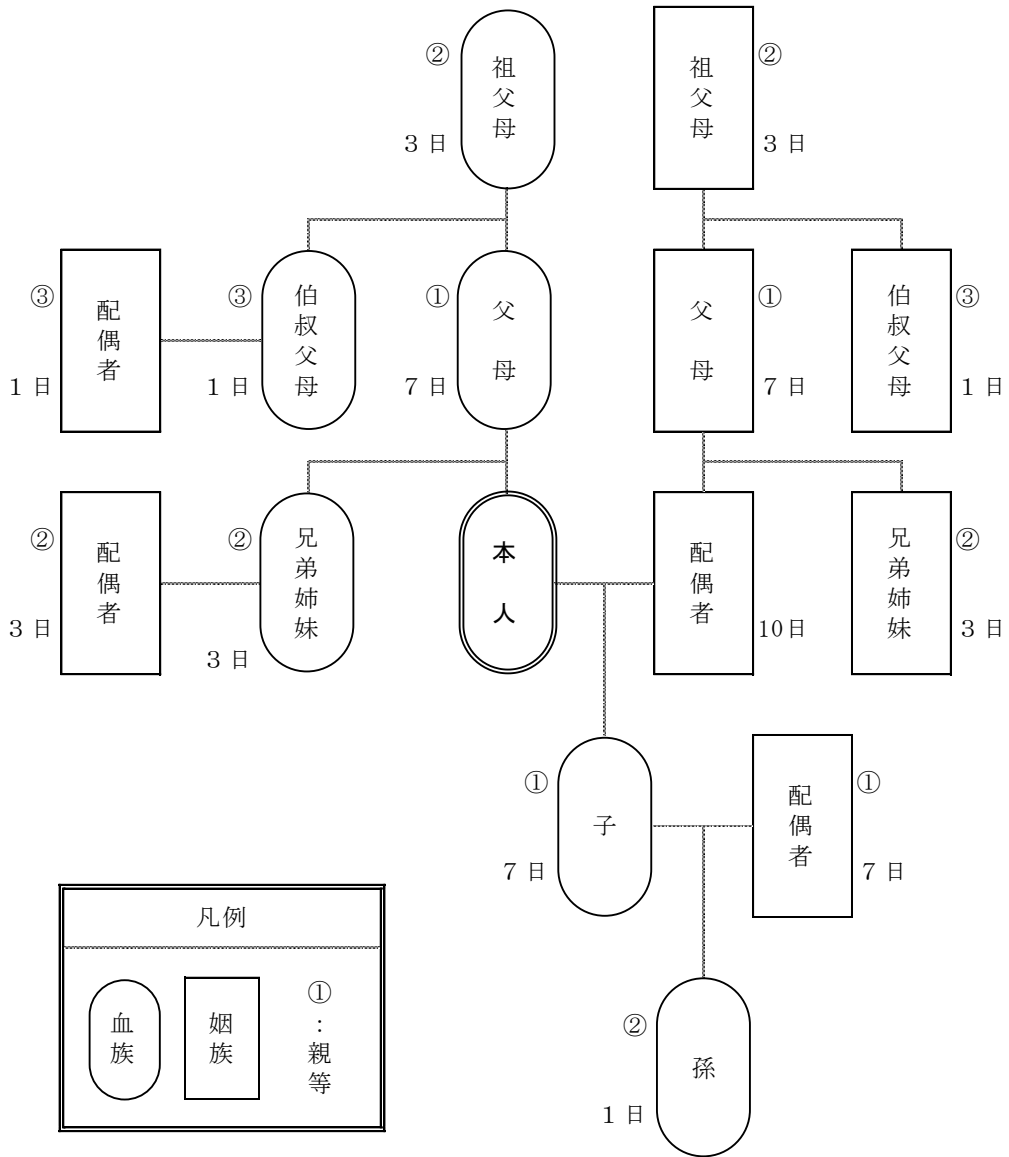 ②
祖父母
3 日
②
祖父母
3 日
③
配偶者
1 日
③
伯叔父母
1 日
①
父母
7 日
①
父母
7 日
③
伯叔父母
1 日
②
配偶者
3 日
②
兄弟姉妹
3 日
本人
配偶者
10日
②
兄弟姉妹
3 日
①
子
7 日
①
配偶者
7 日
②
孫
1 日
凡例
血族
姻族
①：親等